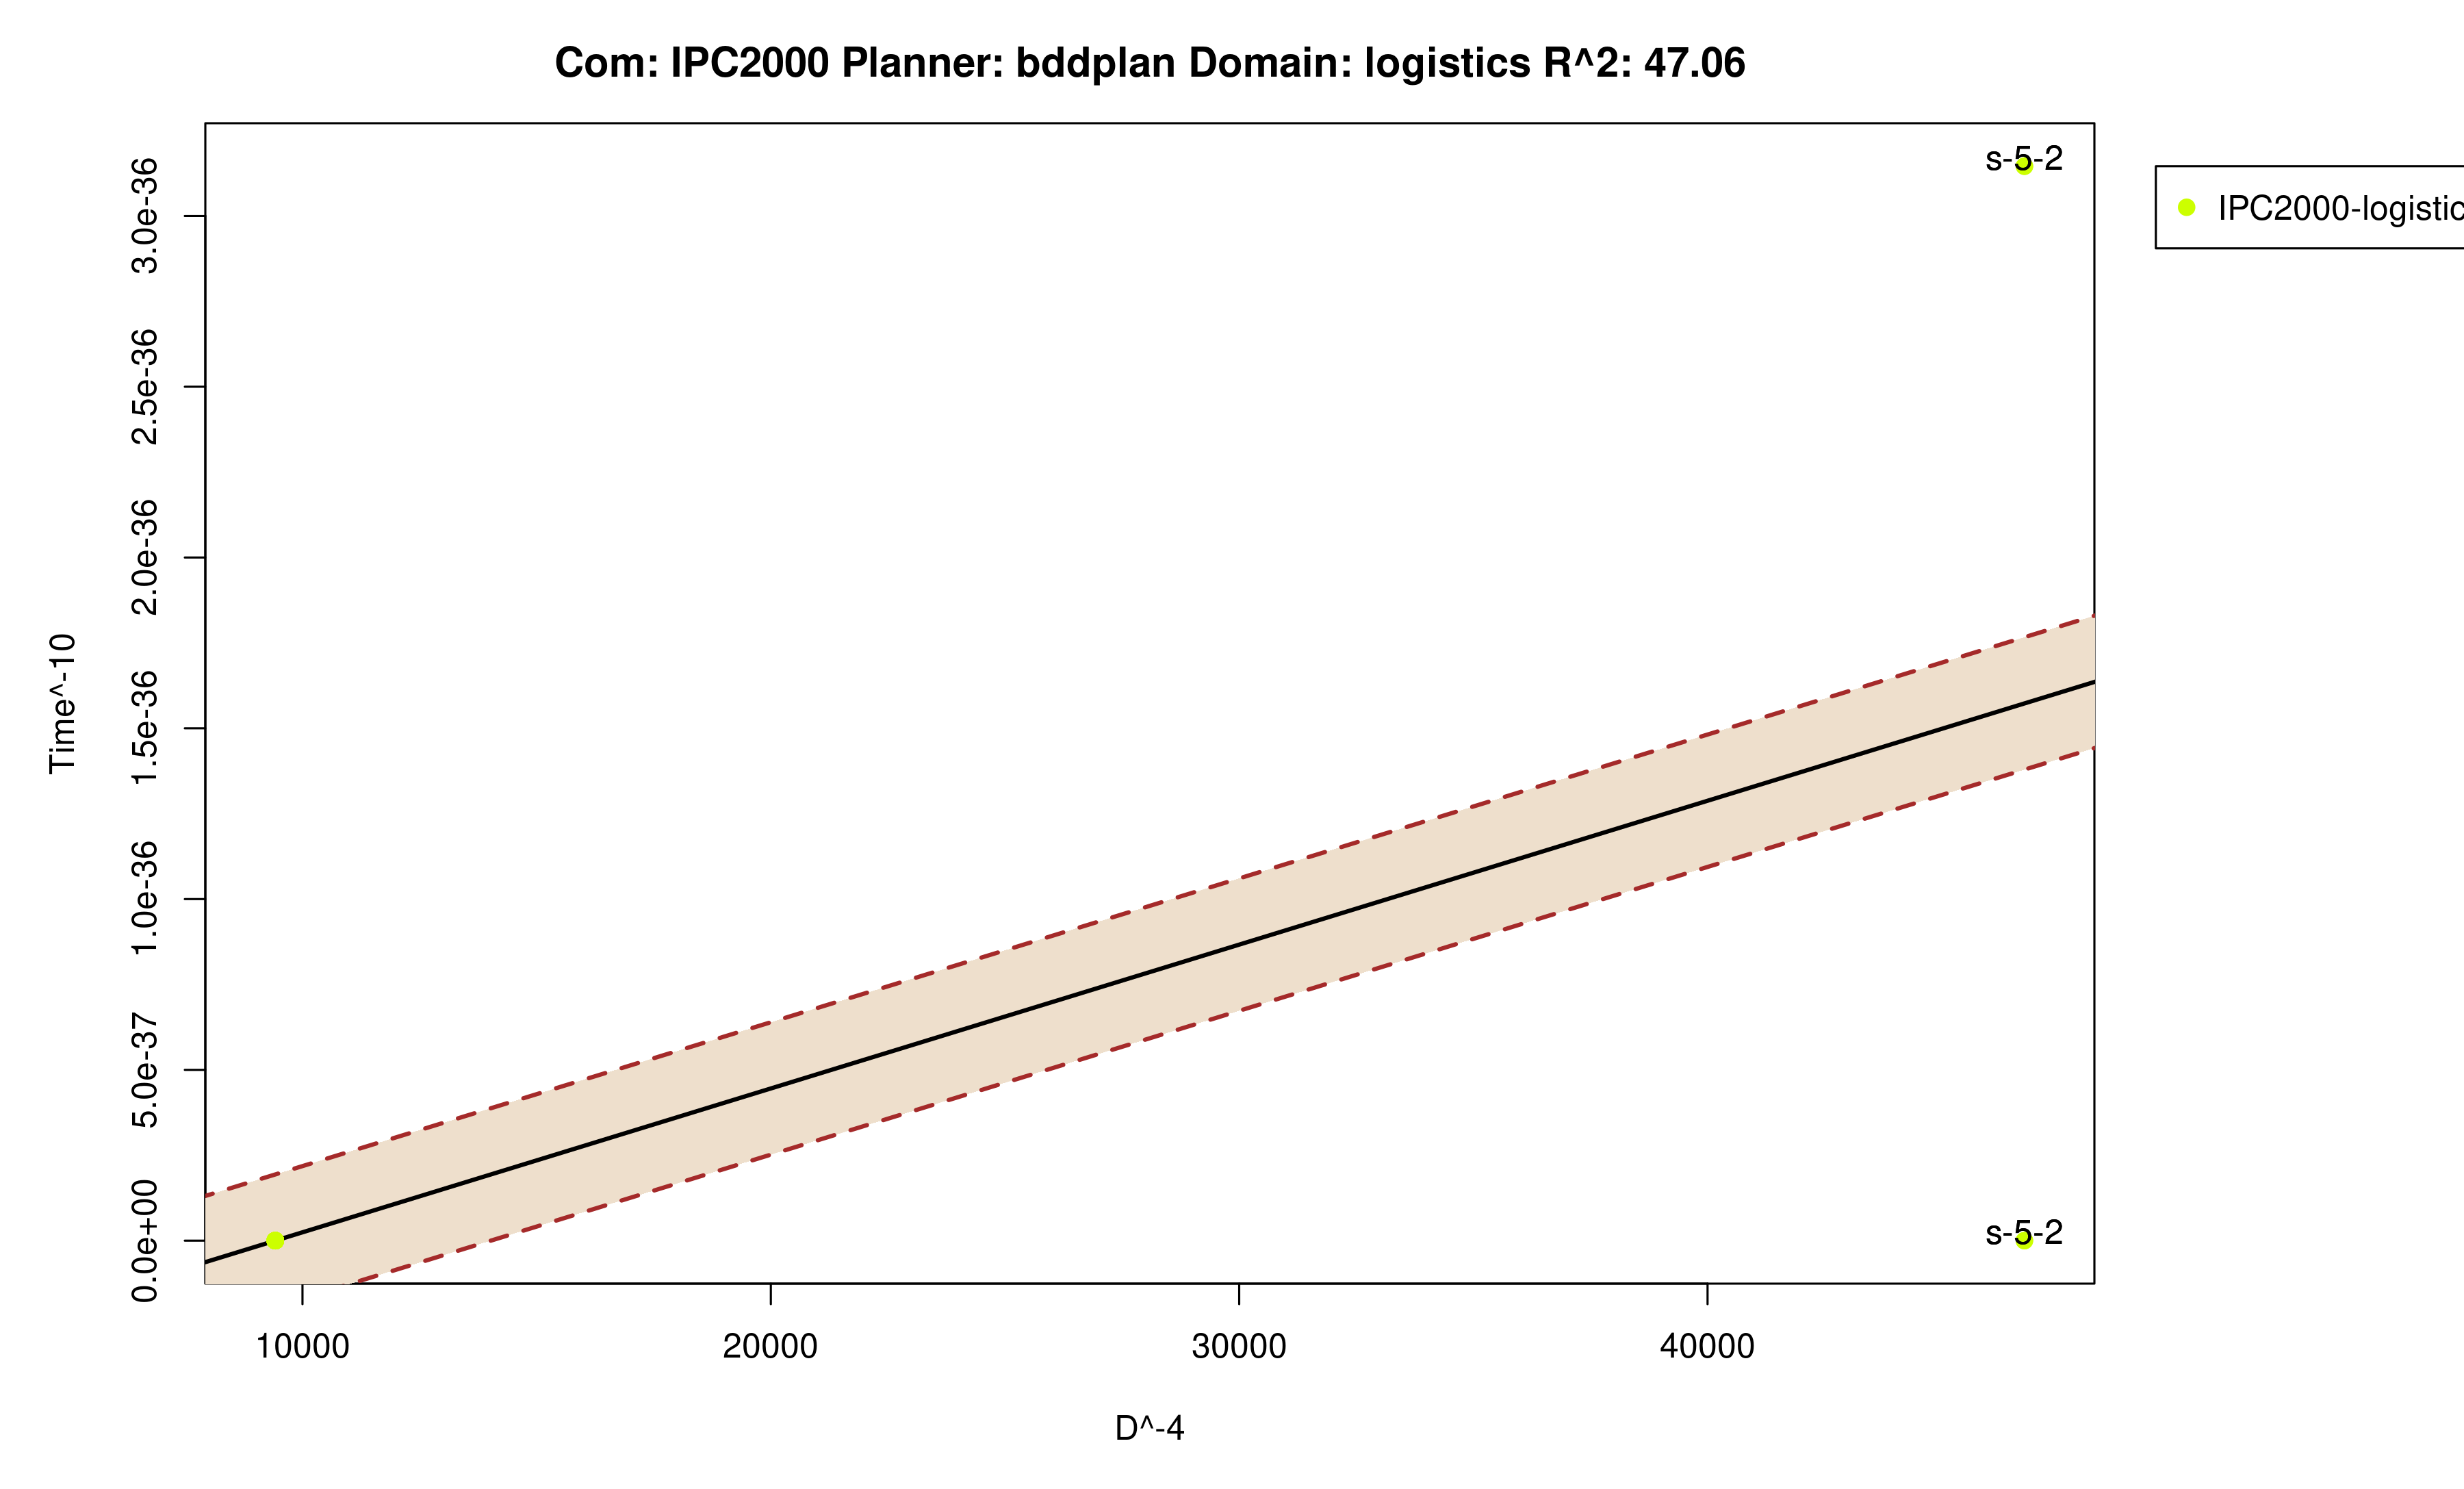 Com: IPC2000 Planner: bddplan Domain: logistics R^2: 47.06
s-5-2
IPC2000-logistic
3.0e-36
2.5e-36
2.0e-36
1.5e-36
1.0e-36
5.0e-37
0.0e+00
Time^-10
s-5-2
10000
20000
30000
40000
D^-4